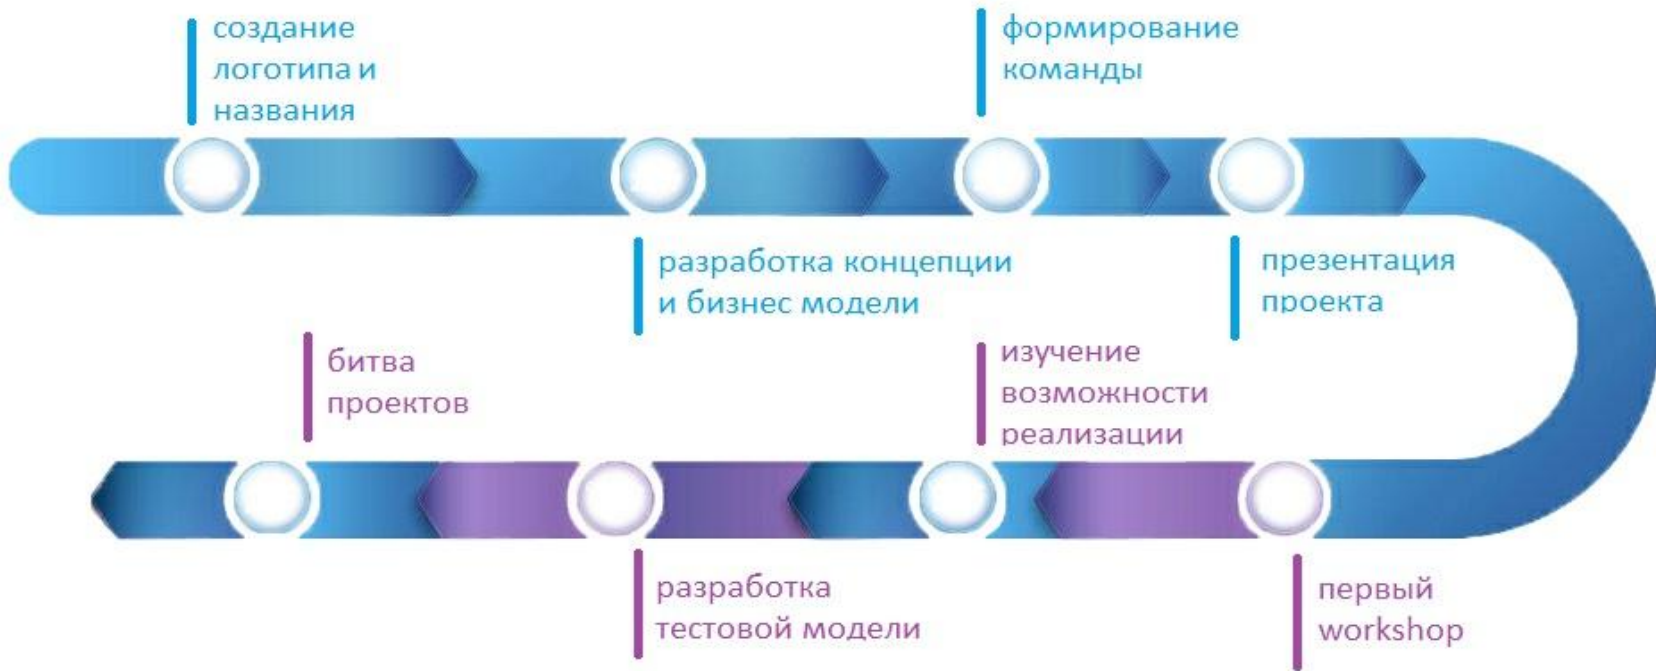 создание
логотипа и
названия
разработка концепции
и бизнес модели
формирование
команды
презентация
проекта
первый
workshop
изучение
возможности
реализации
разработка
тестовой модели
битва
проектов